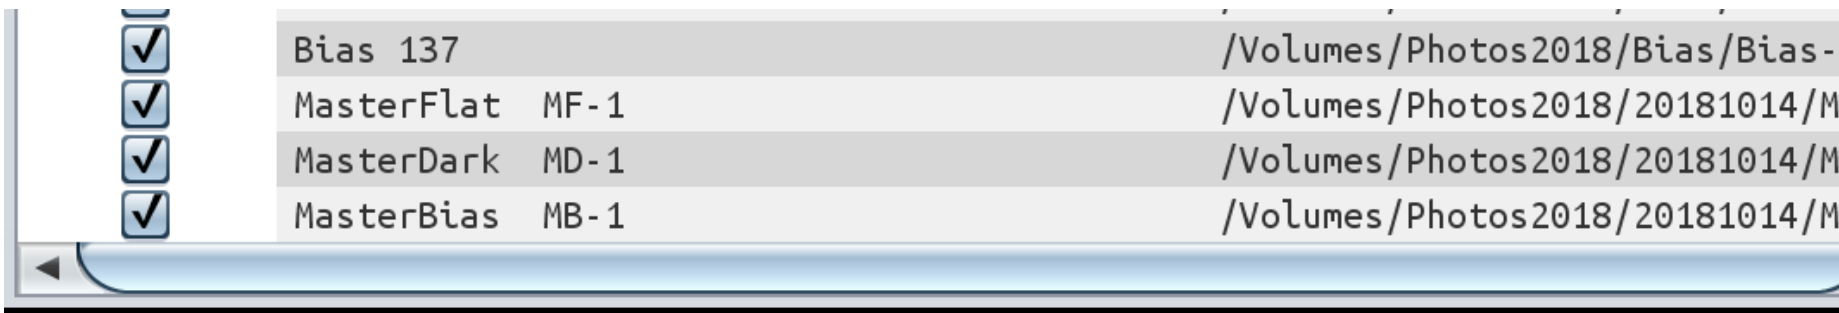 Bias 137 /Volumes/Photos2018/Bias/Bias-
MasterFlat MF-1 /Volumes/Photos2018/20181014/M
MasterDark MD-1 /Volumes/Photos2018/20181014/M
MasterBias MB-1 /Volumes/Photos2018/20181014/M